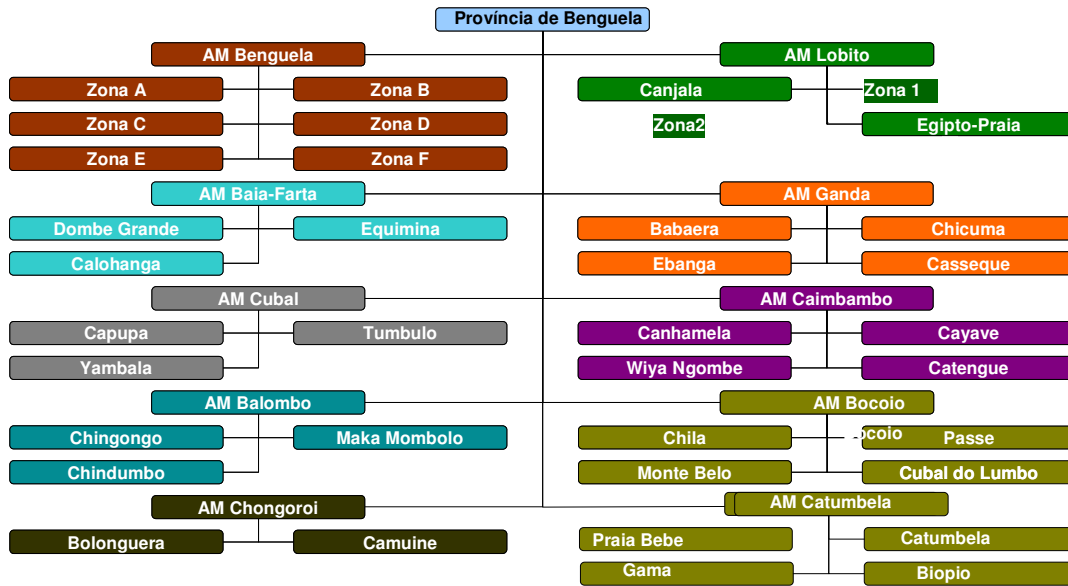 Província de Benguela
AM Benguela
Zona A
Zona B
Zona C
Zona D
Zona E
Zona F
AM Lobito
Canjala
Zona 1
Zona2
Egipto-Praia
AM Baia-Farta
Dombe Grande
Equimina
Calohanga
AM Ganda
Babaera
Chicuma
Ebanga
Casseque
AM Cubal
Capupa
Tumbulo
Yambala
AM Caimbambo
Canhamela
Cayave
Wiya Ngombe
Catengue
AM Balombo
Chingongo
Maka Mombolo
Chindumbo
AM Bocoio
Chila
Bocoio
Passe
Monte Belo
Cubal do Lumbo
AM Chongoroi
Bolonguera
Camuine
AM Catumbela
Praia Bebe
Catumbela
Gama
Biopio